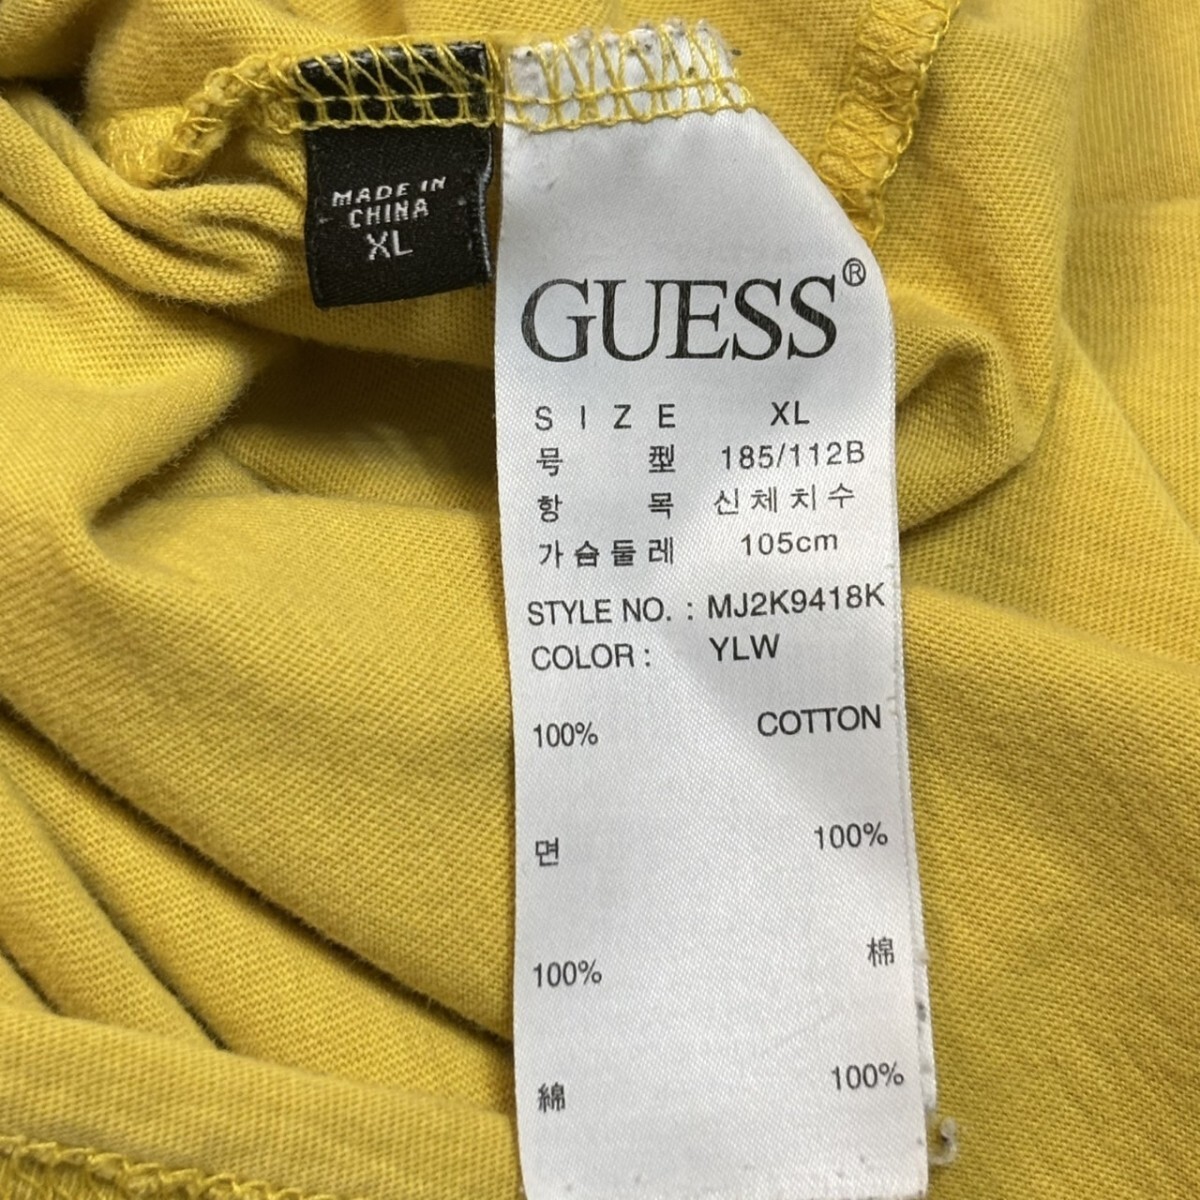 MADE IN
CHINA
XL
GUESS®
SIZE XL
号型 185/112B
항목 신체치수
가슴둘레 105cm
STYLE NO. : MJ2K9418K
COLOR : YLW
100% COTTON
면 100%
100% 棉
綿 100%